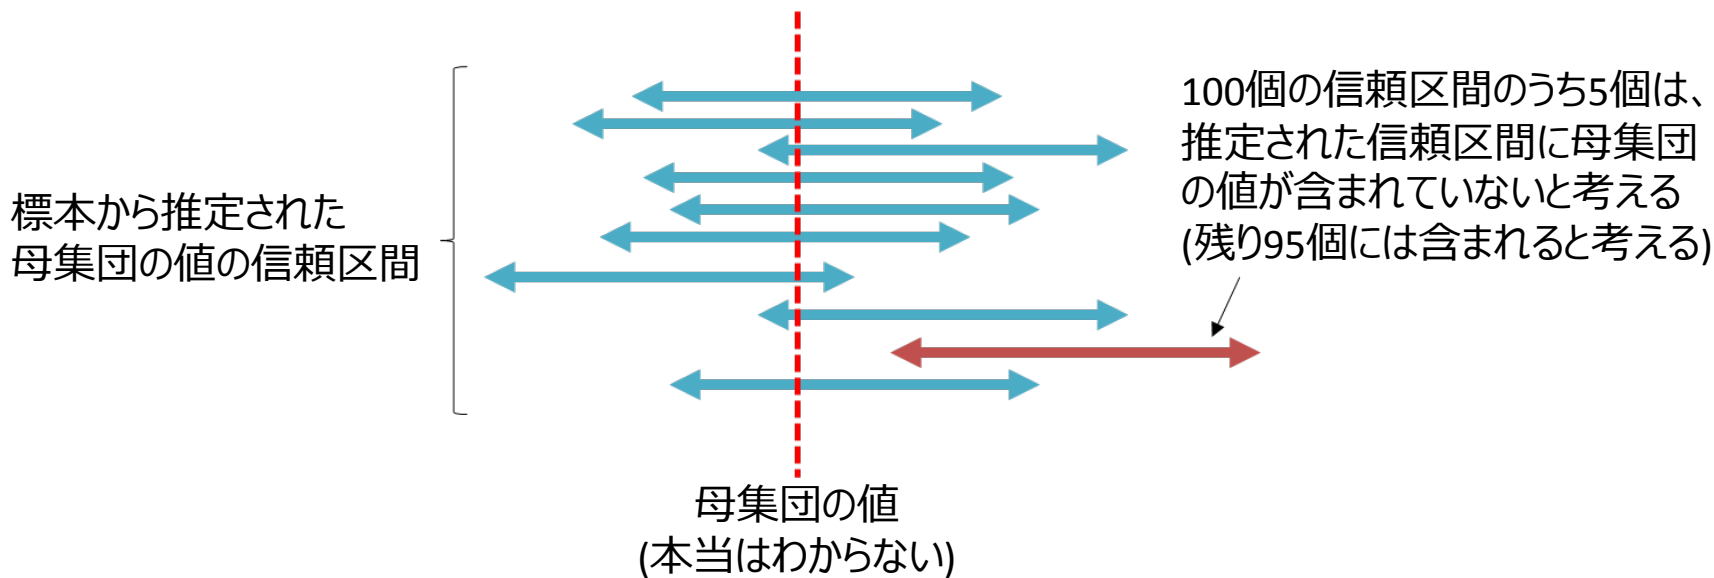 100個の信頼区間のうち5個は、
推定された信頼区間に母集団
の値が含まれていないと考える
(残り95個には含まれると考える)
標本から推定された
母集団の値の信頼区間
母集団の値
(本当はわからない)